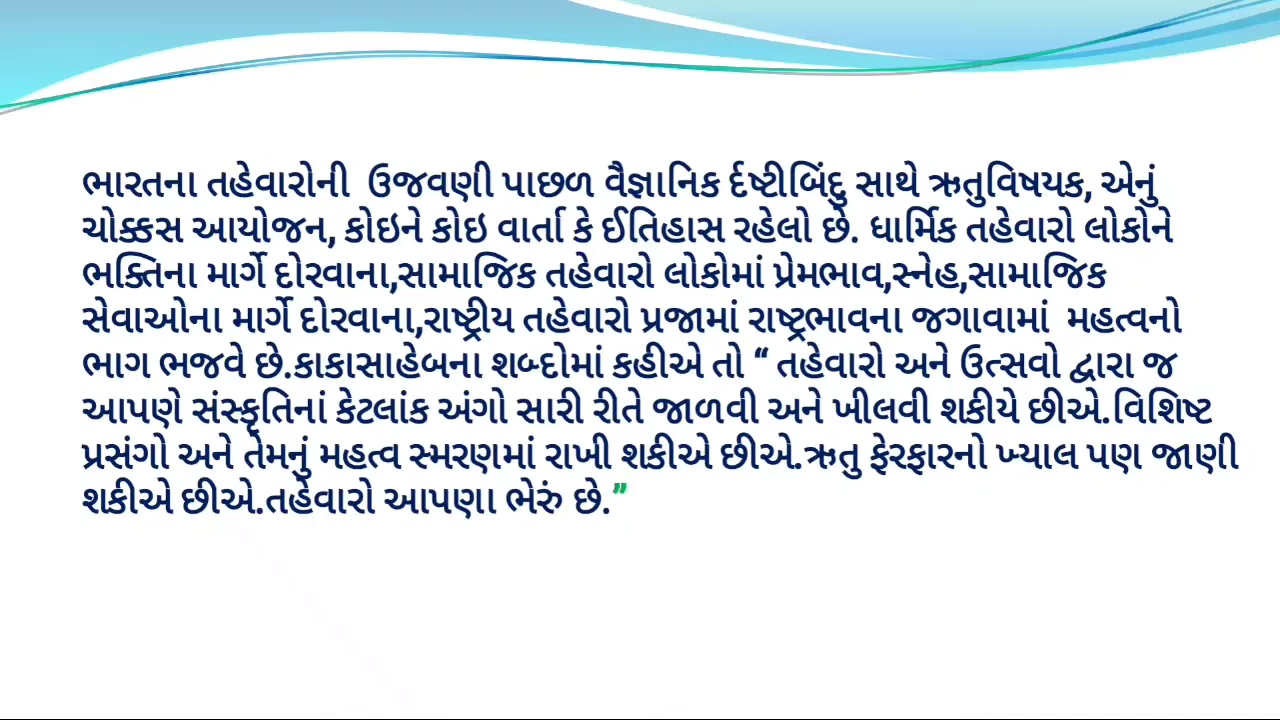 ભારતના તહેવારોની ઉજવણી પાછળ વૈજ્ઞાનિક ર્દષ્ટીબિંદુ સાથે ઋતુવિષયક, એનું
ચોક્કસ આયોજન, કોઇને કોઇ વાર્તા કે ઈતિહાસ રહેલો છે. ધાર્મિક તહેવારો લોકોને
ભક્તિના માર્ગે દોરવાના,સામાજિક તહેવારો લોકોમાં પ્રેમભાવ,સ્નેહ,સામાજિક
સેવાઓના માર્ગે દોરવાના,રાષ્ટ્રીય તહેવારો પ્રજામાં રાષ્ટ્રભાવના જગાવામાં મહત્વનો
ભાગ ભજવે છે.કાકાસાહેબના શબ્દોમાં કહીએ તો “ તહેવારો અને ઉત્સવો દ્વારા જ
આપણે સંસ્કૃતિનાં કેટલાંક અંગો સારી રીતે જાળવી અને ખીલવી શકીયે છીએ.વિશિષ્ટ
પ્રસંગો અને તેમનું મહત્વ સ્મરણમાં રાખી શકીએ છીએ.ઋતુ ફેરફારનો ખ્યાલ પણ જાણી
શકીએ છીએ.તહેવારો આપણા ભેરું છે.”